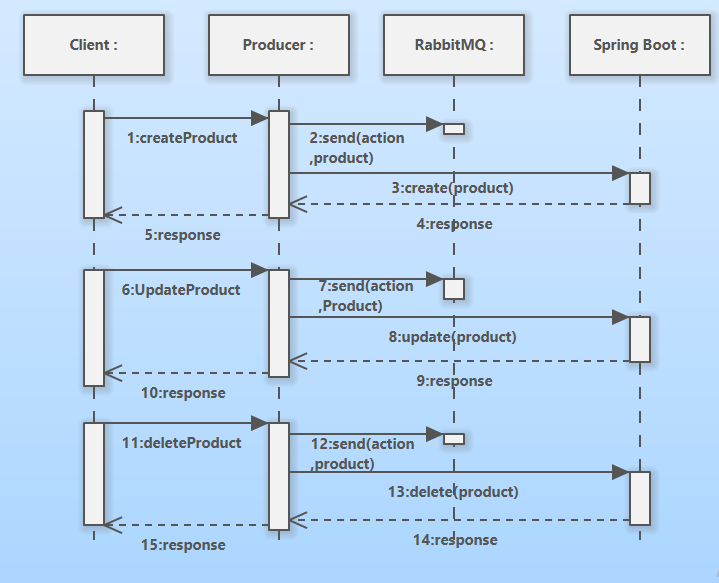 Client :
Producer :
RabbitMQ :
Spring Boot :
1:createProduct
2:send(action
,product)
3:create(product)
4:response
5:response
6:UpdateProduct
7:send(action
,Product)
8:update(product)
9:response
10:response
11:deleteProduct
12:send(action
,product)
13:delete(product)
14:response
15:response